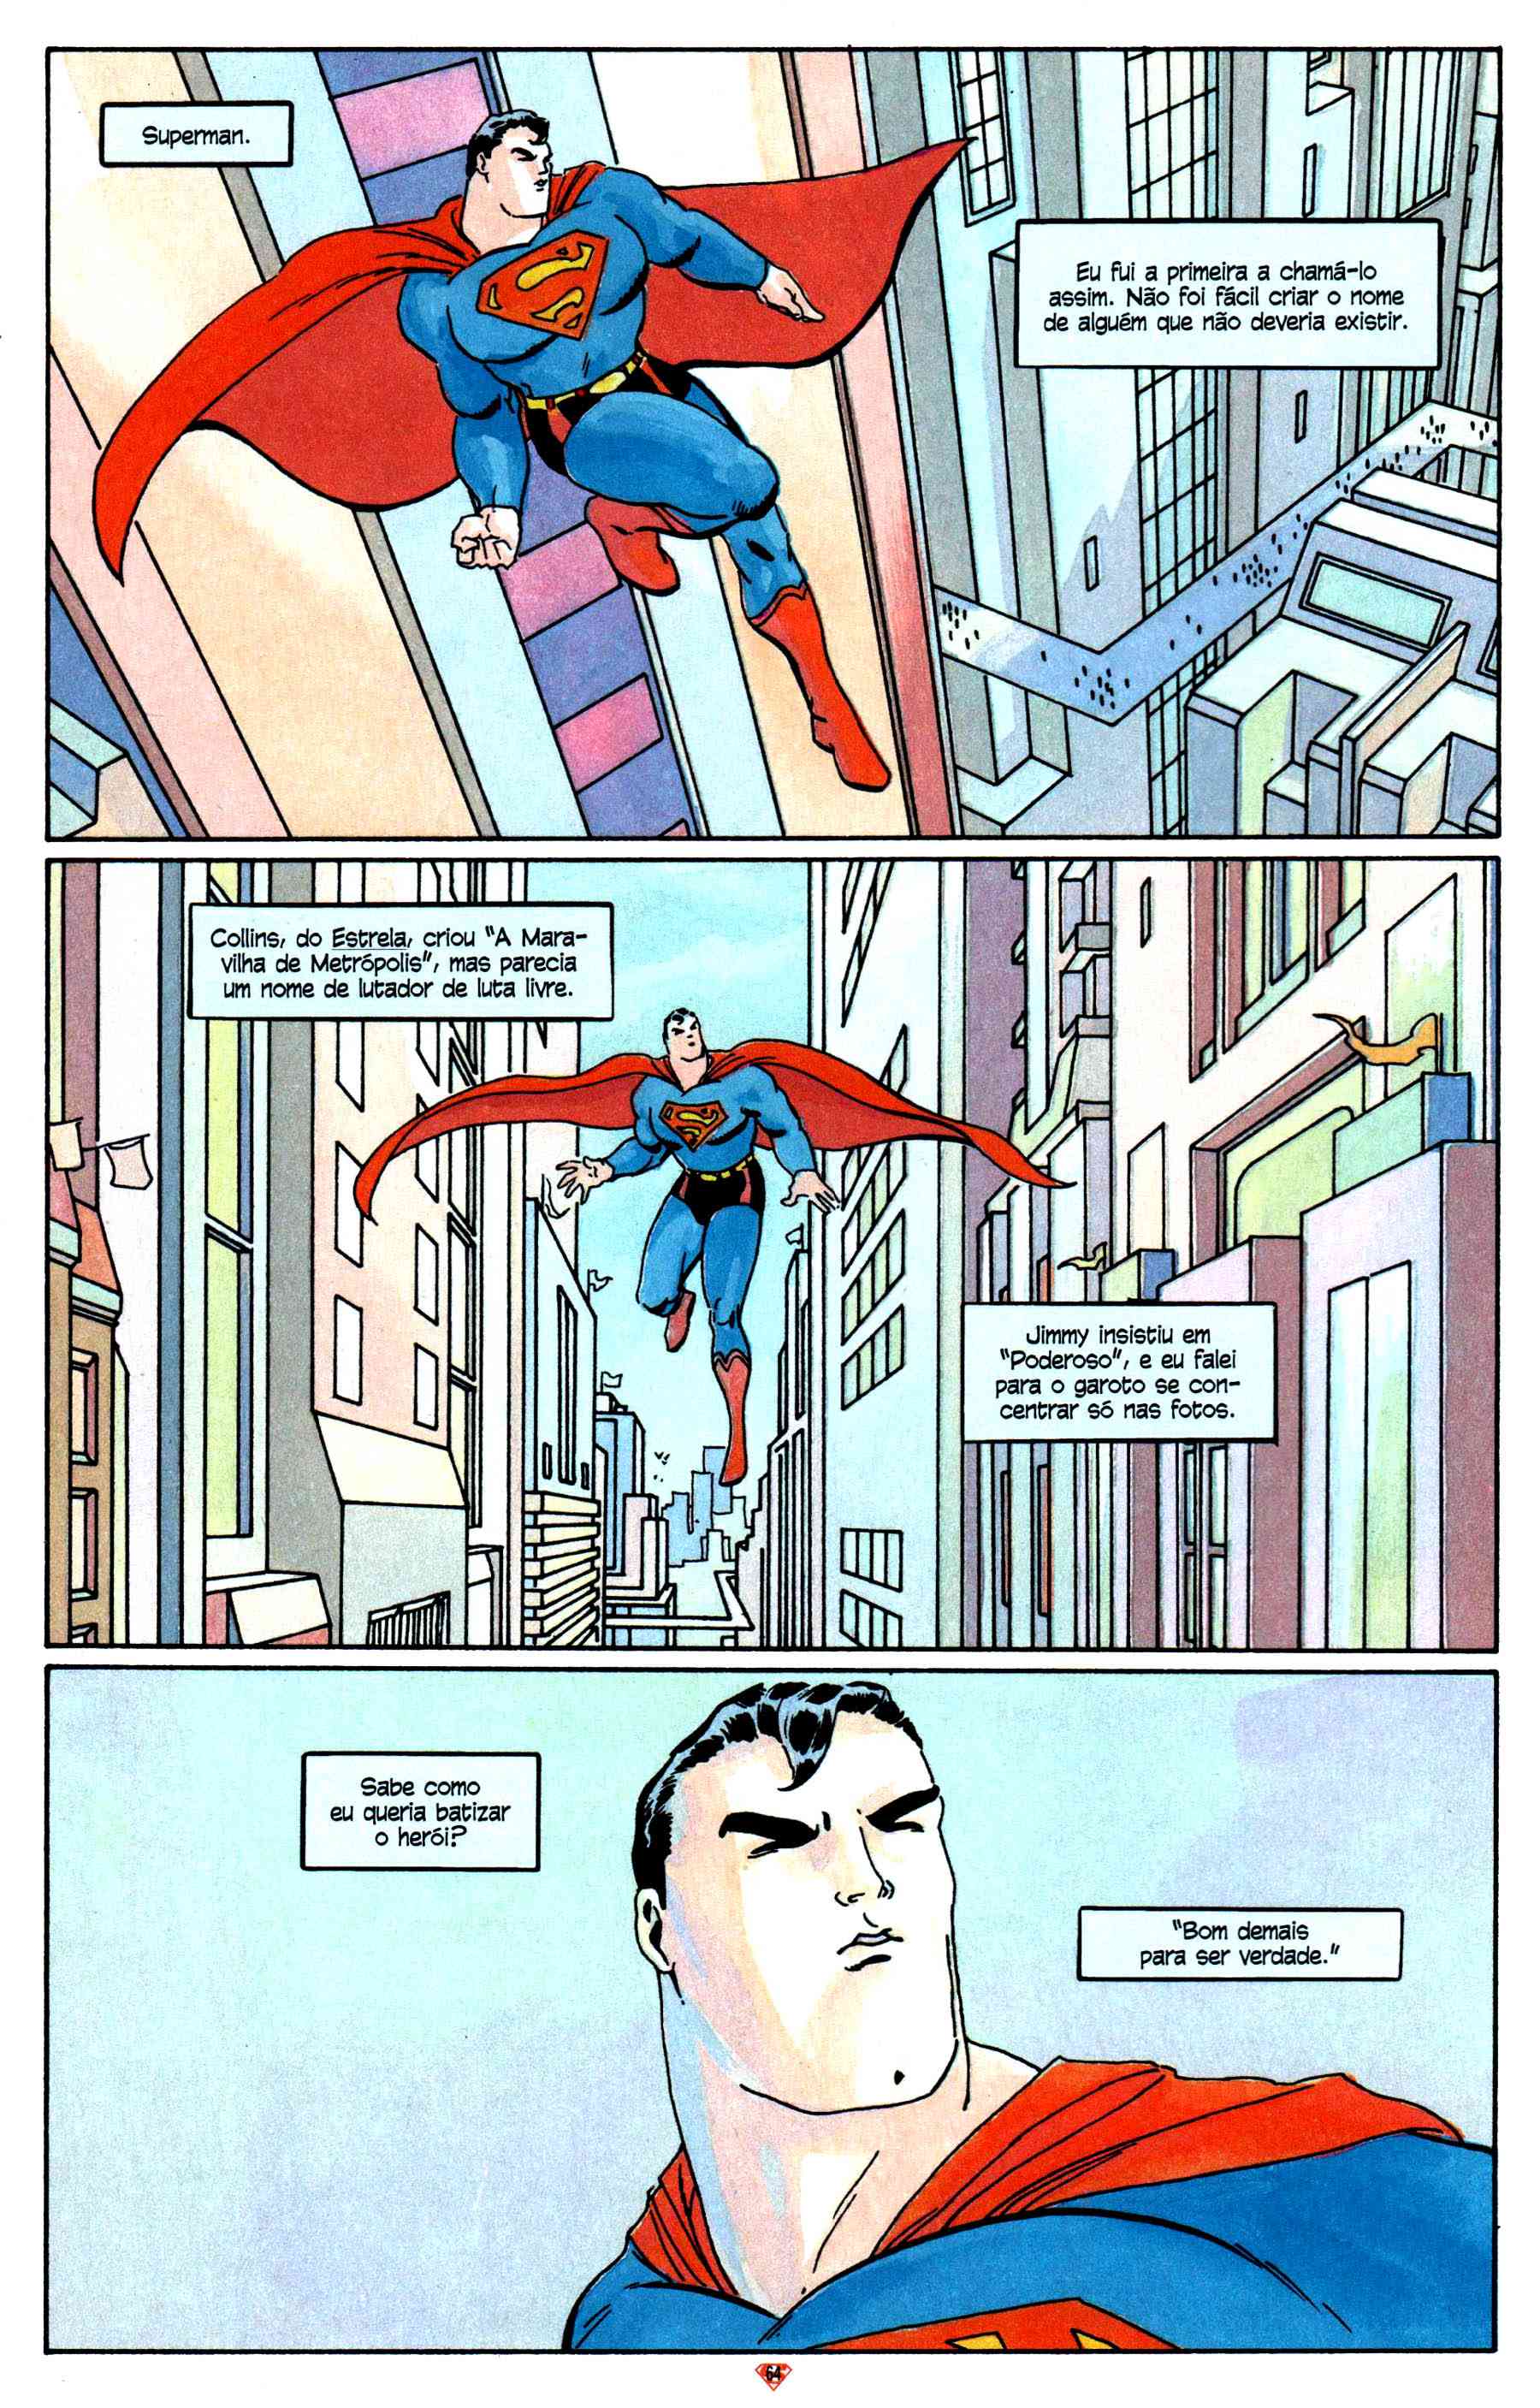 Superman.
Eu fui a primeira a chamá-lo
assim. Não foi fácil criar o nome
de alguém que não deveria existir.
Collins, do Estrela, criou "A Mara-
vilha de Metrópolis", mas parecia
um nome de lutador de luta livre.
Jimmy insistiu em
"Poderoso", e eu falei
para o garoto se con-
centrar só nas fotos.
Sabe como
eu queria batizar
o herói?
"Bom demais
para ser verdade."
64